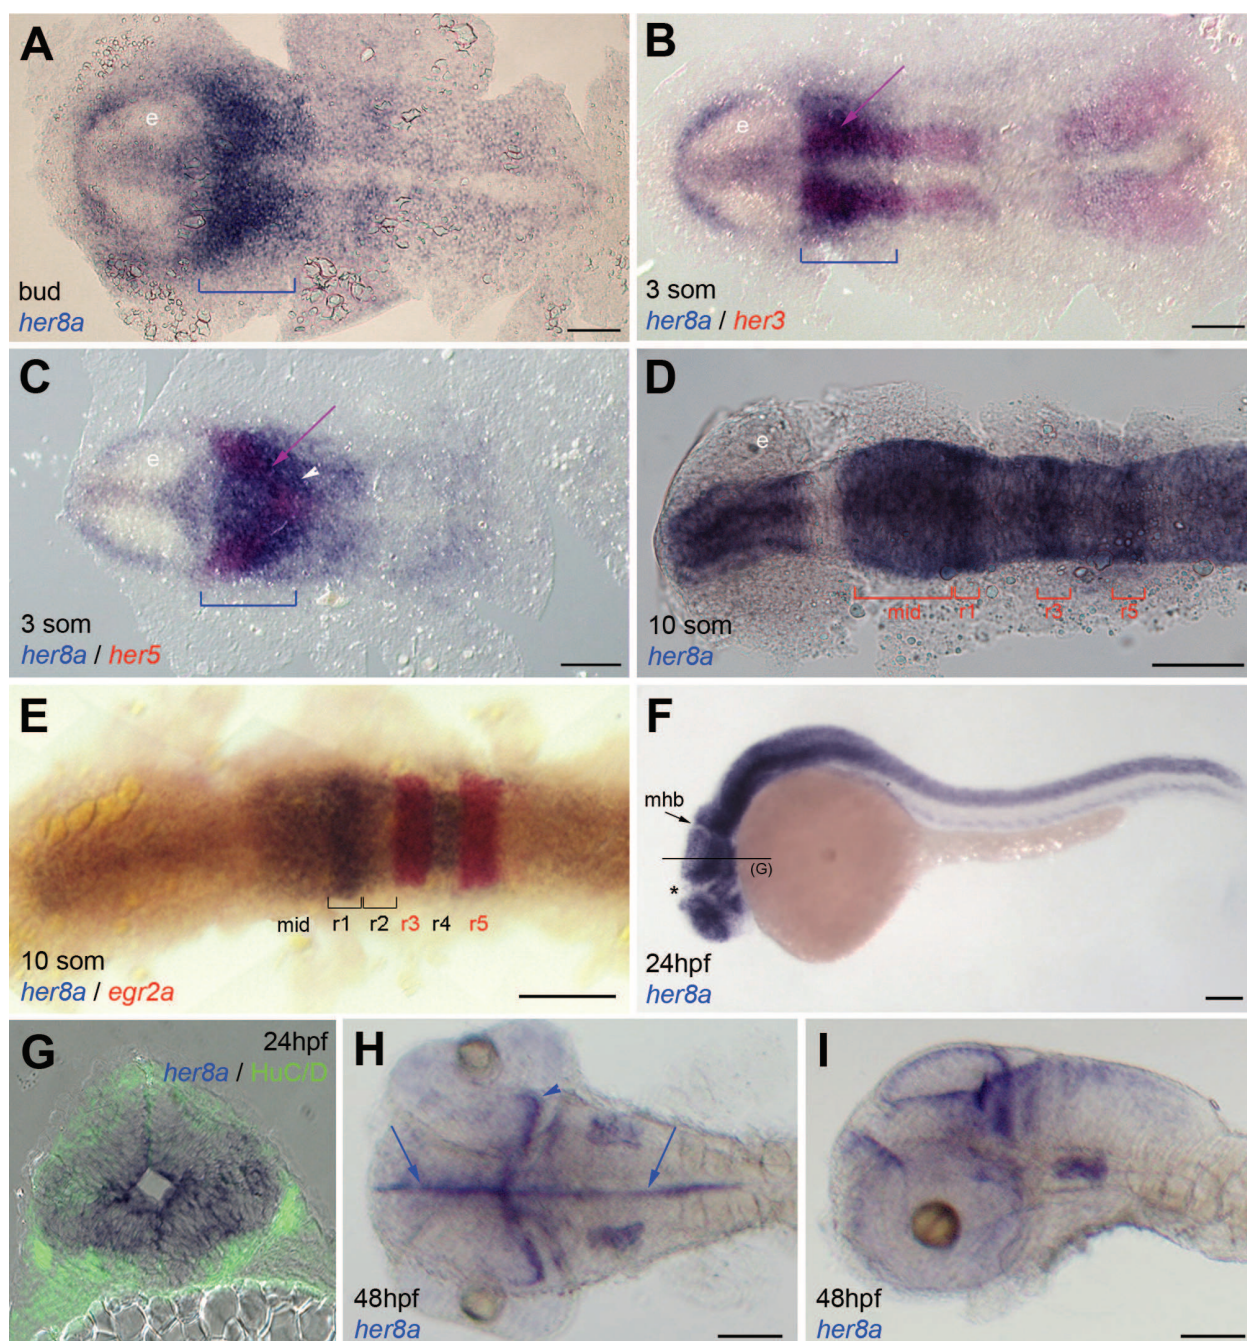 A
e
bud
her8a
B
e
3 som
her8a / her3
C
e
3 som
her8a / her5
D
e
mid r1 r3 r5
10 som
her8a
E
mid r1 r2 r3 r4 r5
10 som
her8a / egr2a
F
mhb
(G)
*
24hpf
her8a
G
24hpf
her8a / HuC/D
H
48hpf
her8a
I
48hpf
her8a